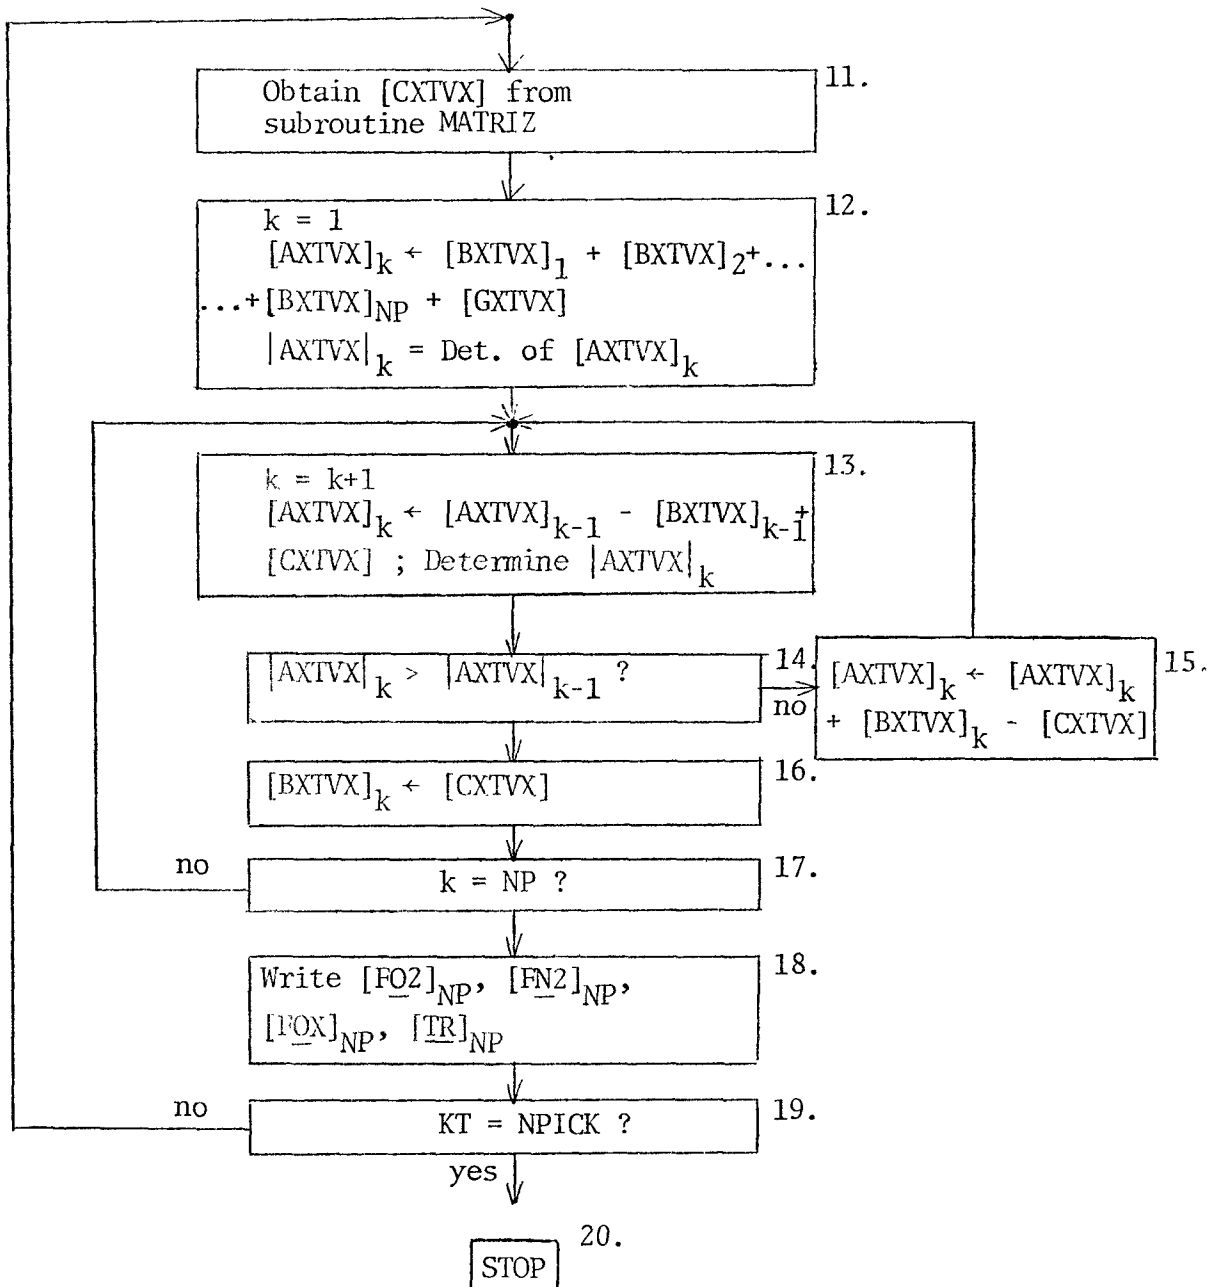 11.
Obtain [CXTVX] from
subroutine MATRIZ
12.
k = 1
[AXTVX]k ← [BXTVX]1 + [BXTVX]2+...
...+[BXTVX]NP + [GXTVX]
|AXTVX|k = Det. of [AXTVX]k
13.
k = k+1
[AXTVX]k ← [AXTVX]k-1 - [BXTVX]k-1+
[CXTVX] ; Determine |AXTVX|k
14.
|AXTVX|k > |AXTVX|k-1 ?
no
15.
[AXTVX]k ← [AXTVX]k
+ [BXTVX]k - [CXTVX]
16.
[BXTVX]k ← [CXTVX]
17.
no
k = NP ?
18.
Write [FO2]NP, [FN2]NP,
[FOX]NP, [TR]NP
19.
no
KT = NPICK ?
yes
20.
STOP